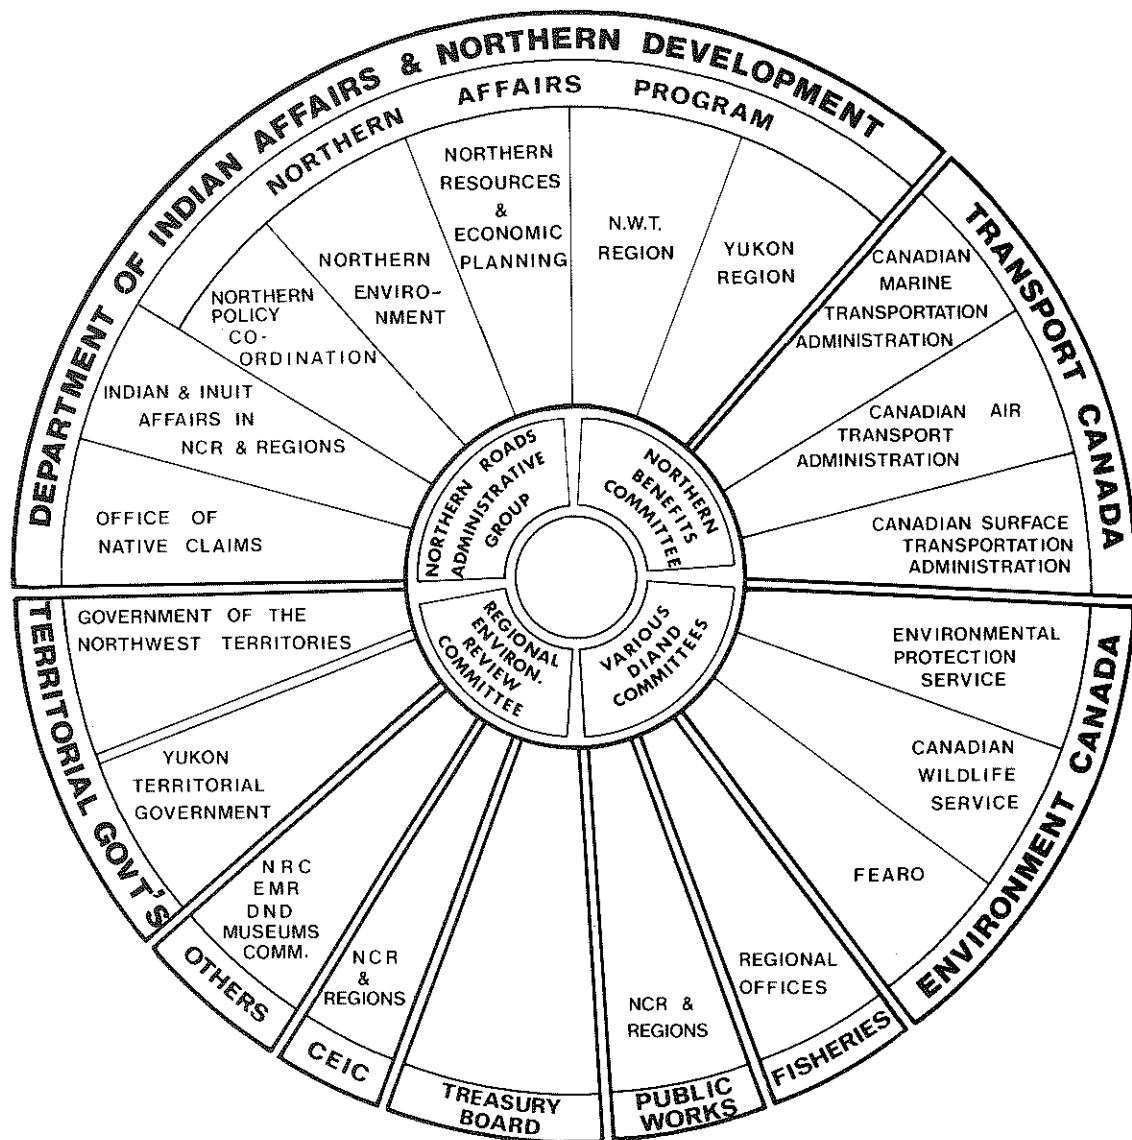 DEPARTMENT OF INDIAN AFFAIRS & NORTHERN DEVELOPMENT
NORTHERN AFFAIRS PROGRAM
OFFICE OF
NATIVE CLAIMS
INDIAN & INUIT
AFFAIRS IN
NCR & REGIONS
NORTHERN
POLICY
CO-
ORDINATION
NORTHERN
ENVIRO-
NMENT
NORTHERN
RESOURCES
&
ECONOMIC
PLANNING
N.W.T.
REGION
YUKON
REGION
TRANSPORT CANADA
CANADIAN
MARINE
TRANSPORTATION
ADMINISTRATION
CANADIAN AIR
TRANSPORT
ADMINISTRATION
CANADIAN SURFACE
TRANSPORTATION
ADMINISTRATION
ENVIRONMENT CANADA
ENVIRONMENTAL
PROTECTION
SERVICE
CANADIAN
WILDLIFE
SERVICE
FEARO
FISHERIES
REGIONAL
OFFICES
PUBLIC
WORKS
NCR &
REGIONS
TREASURY
BOARD
CEIC
NCR
&
REGIONS
OTHERS
NRC
EMR
DND
MUSEUMS
COMM.
TERRITORIAL GOVT'S
YUKON
TERRITORIAL
GOVERNMENT
GOVERNMENT OF THE
NORTHWEST TERRITORIES
NORTHERN ROADS
ADMINISTRATIVE
GROUP
NORTHERN
BENEFITS
COMMITTEE
REGIONAL
ENVIRON.
REVIEW
COMMITTEE
VARIOUS
DIAND
COMMITTEES